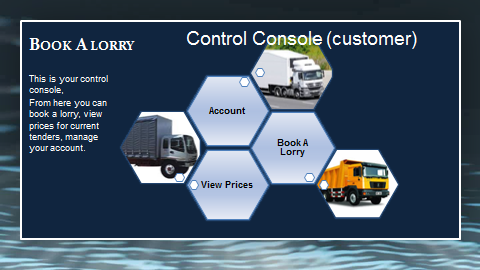 Book A lorry
Control Console (customer)
This is your control
console,
From here you can
book a lorry, view
prices for current
tenders, manage
your account.
Account
Book A
Lorry
View Prices